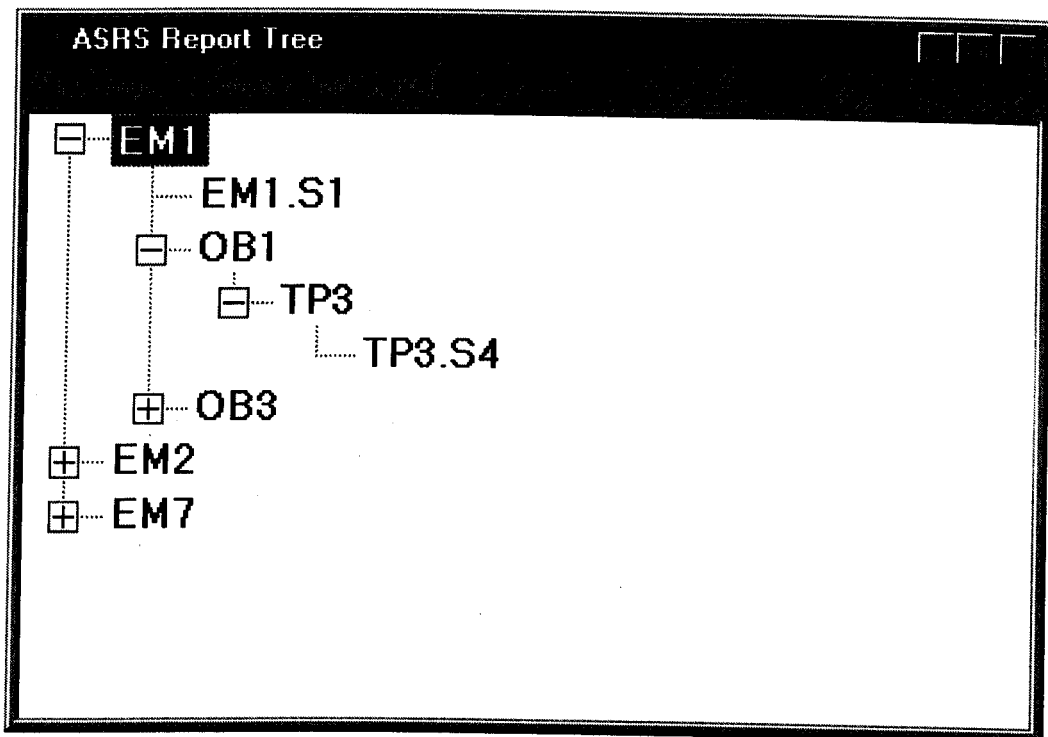 ASRS Report Tree
EM1
EM1.S1
OB1
TP3
TP3.S4
OB3
EM2
EM7